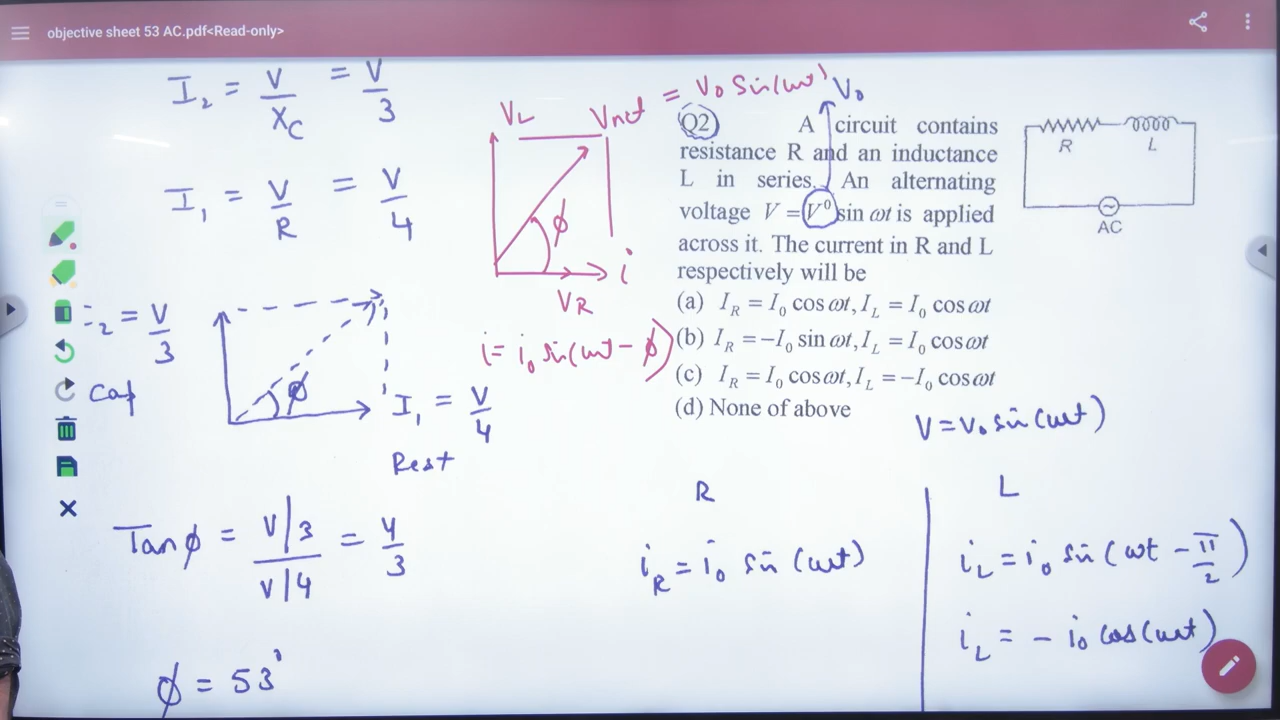 objective sheet 53 AC.pdf<Read-only>
I₂ = V/X_C = V/3
I₁ = V/R = V/4
₂ = V/3
Cap
ϕ
I₁ = V/4
Rest
Tanϕ = V|3 / V|4 = 4/3
ϕ = 53°
V_L
Vnet = V₀ Sin(ωt)
ϕ
i
V_R
i = i₀ sin(ωt - ϕ)
V₀
Q2) A circuit contains
resistance R and an inductance
L in series. An alternating
voltage V = V⁰ sin ωt is applied
across it. The current in R and L
respectively will be
(a) I_R = I₀ cos ωt, I_L = I₀ cos ωt
(b) I_R = −I₀ sin ωt, I_L = I₀ cos ωt
(c) I_R = I₀ cos ωt, I_L = −I₀ cos ωt
(d) None of above
R
L
AC
V = V₀ sin(ωt)
R
i_R = i₀ sin (ωt)
L
i_L = i₀ sin(ωt - π/2)
i_L = - i₀ cos(ωt)